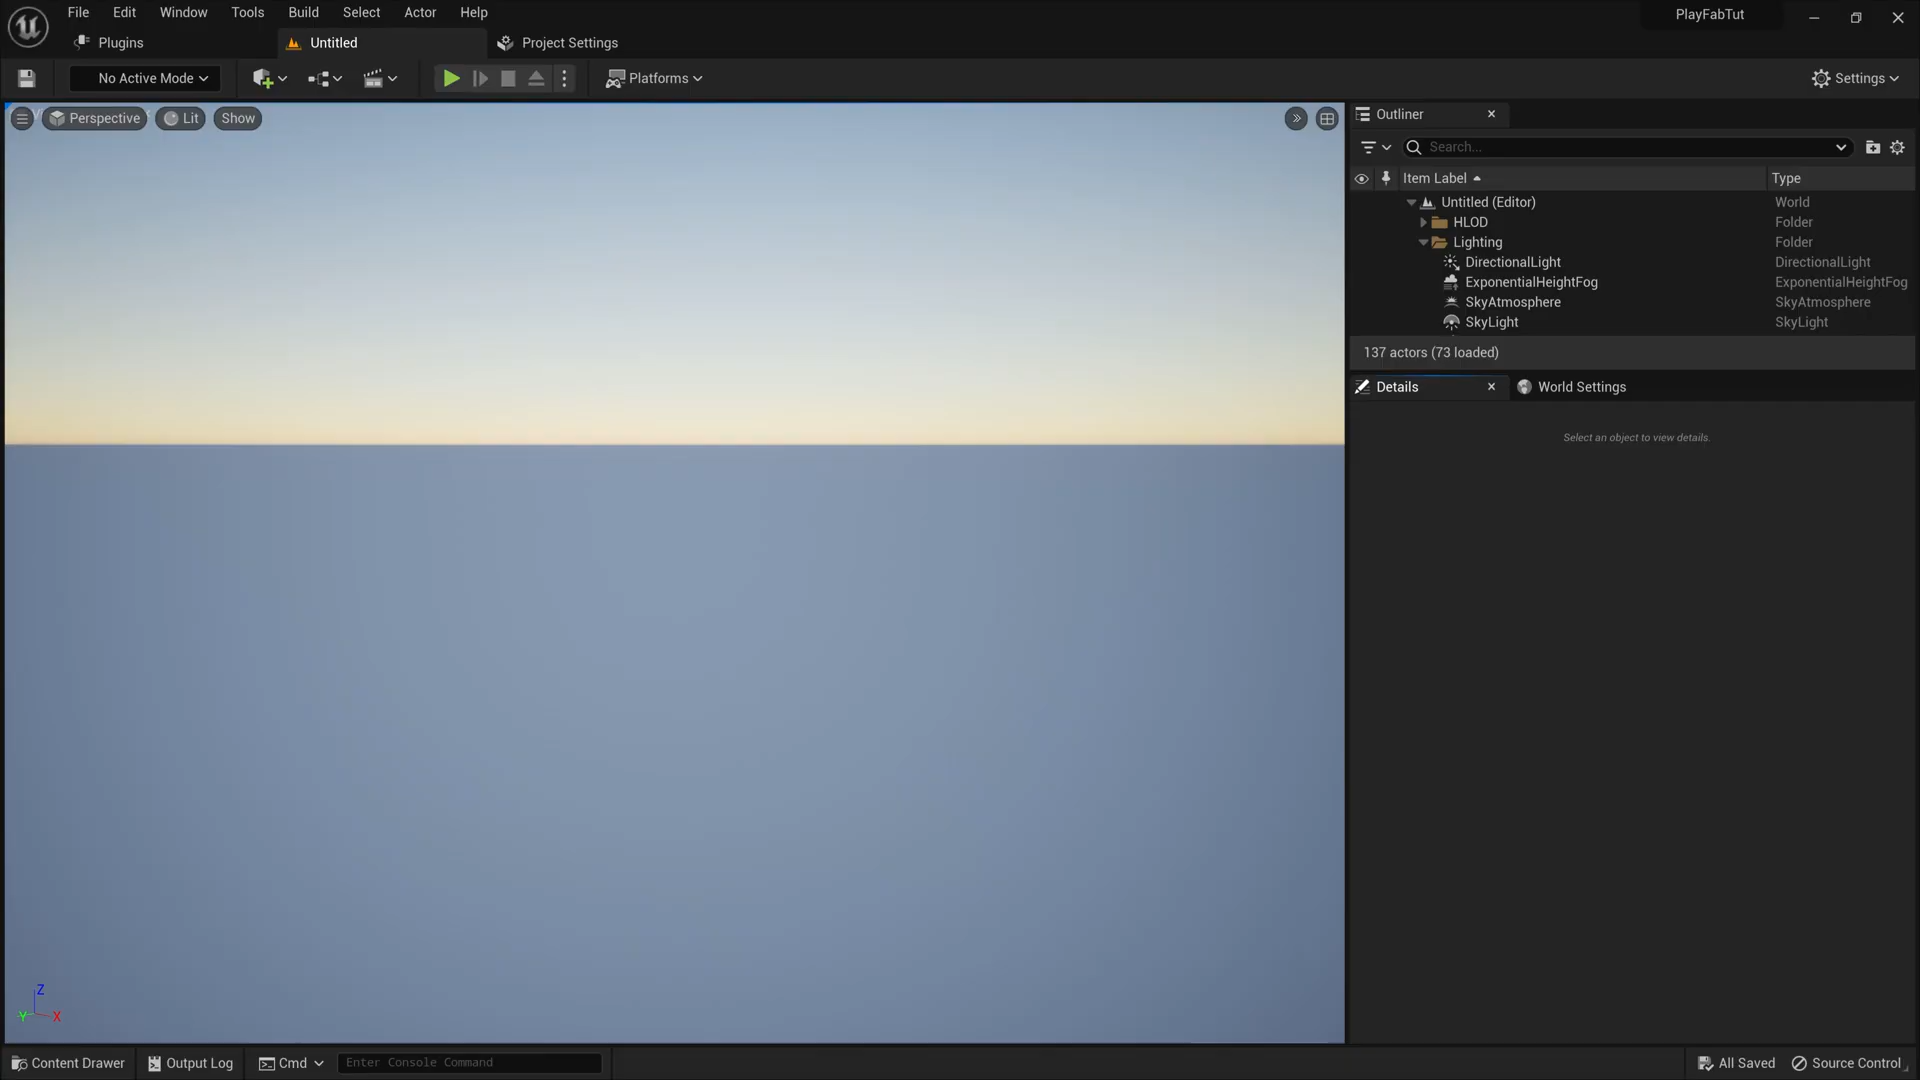 File Edit Window Tools Build Select Actor Help
PlayFabTut
Plugins
Untitled
Project Settings
No Active Mode
Platforms
Settings
Perspective
Lit
Show
Outliner
Search...
Item Label
Type
Untitled (Editor) World
HLOD Folder
Lighting Folder
DirectionalLight DirectionalLight
ExponentialHeightFog ExponentialHeightFog
SkyAtmosphere SkyAtmosphere
SkyLight SkyLight
137 actors (73 loaded)
Details
World Settings
Select an object to view details.
Z
Y
X
Content Drawer
Output Log
Cmd
Enter Console Command
All Saved
Source Control